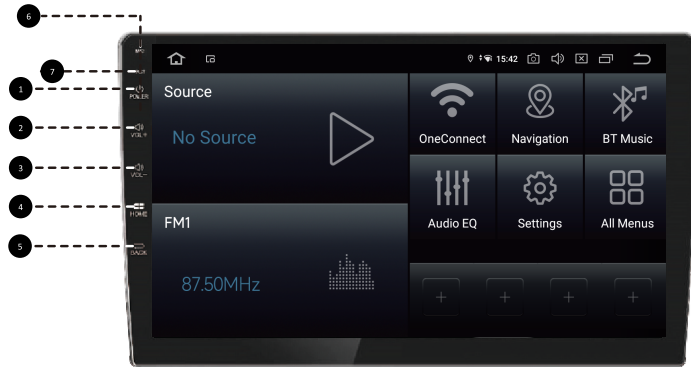 6
7
1
2
3
4
5
POWER
VOL+
VOL-
HOME
BACK
15:42
Source
No Source
OneConnect
Navigation
BT Music
FM1
87.50MHz
Audio EQ
Settings
All Menus